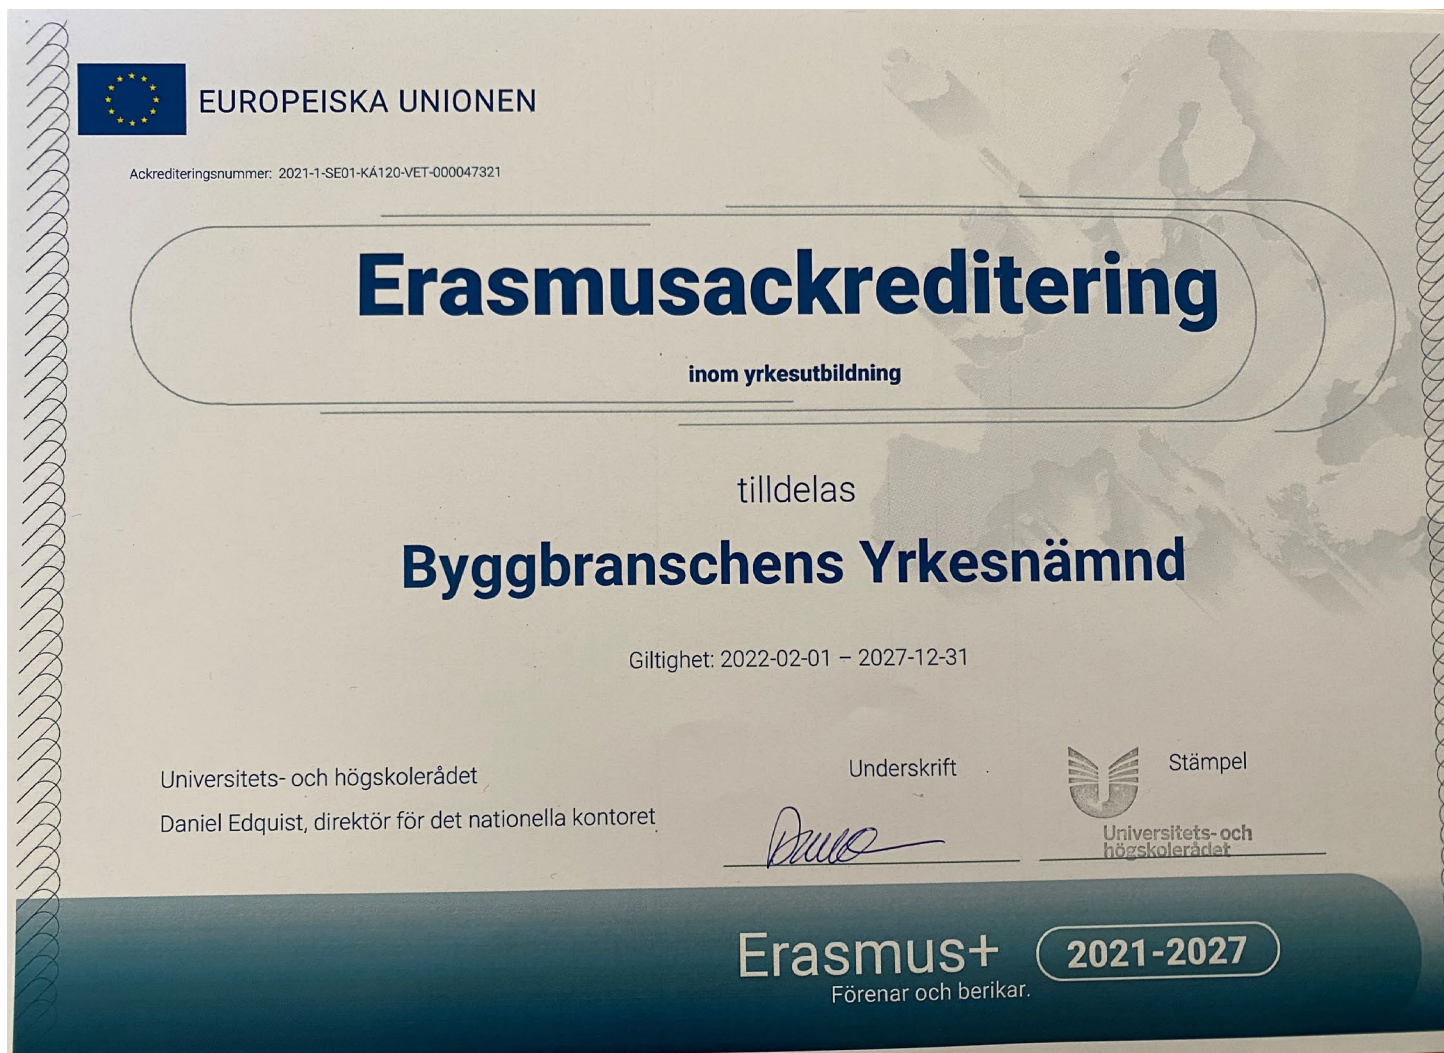 EUROPEISKA UNIONEN
Ackrediteringsnummer: 2021-1-SE01-KA120-VET-000047321
Erasmusackreditering
inom yrkesutbildning
tilldelas
Byggbranschens Yrkesnämnd
Giltighet: 2022-02-01 – 2027-12-31
Universitets- och högskolerådet
Daniel Edquist, direktör för det nationella kontoret
Underskrift
Stämpel
Universitets- och
högskolerådet
Erasmus+ 2021-2027
Förenar och berikar.